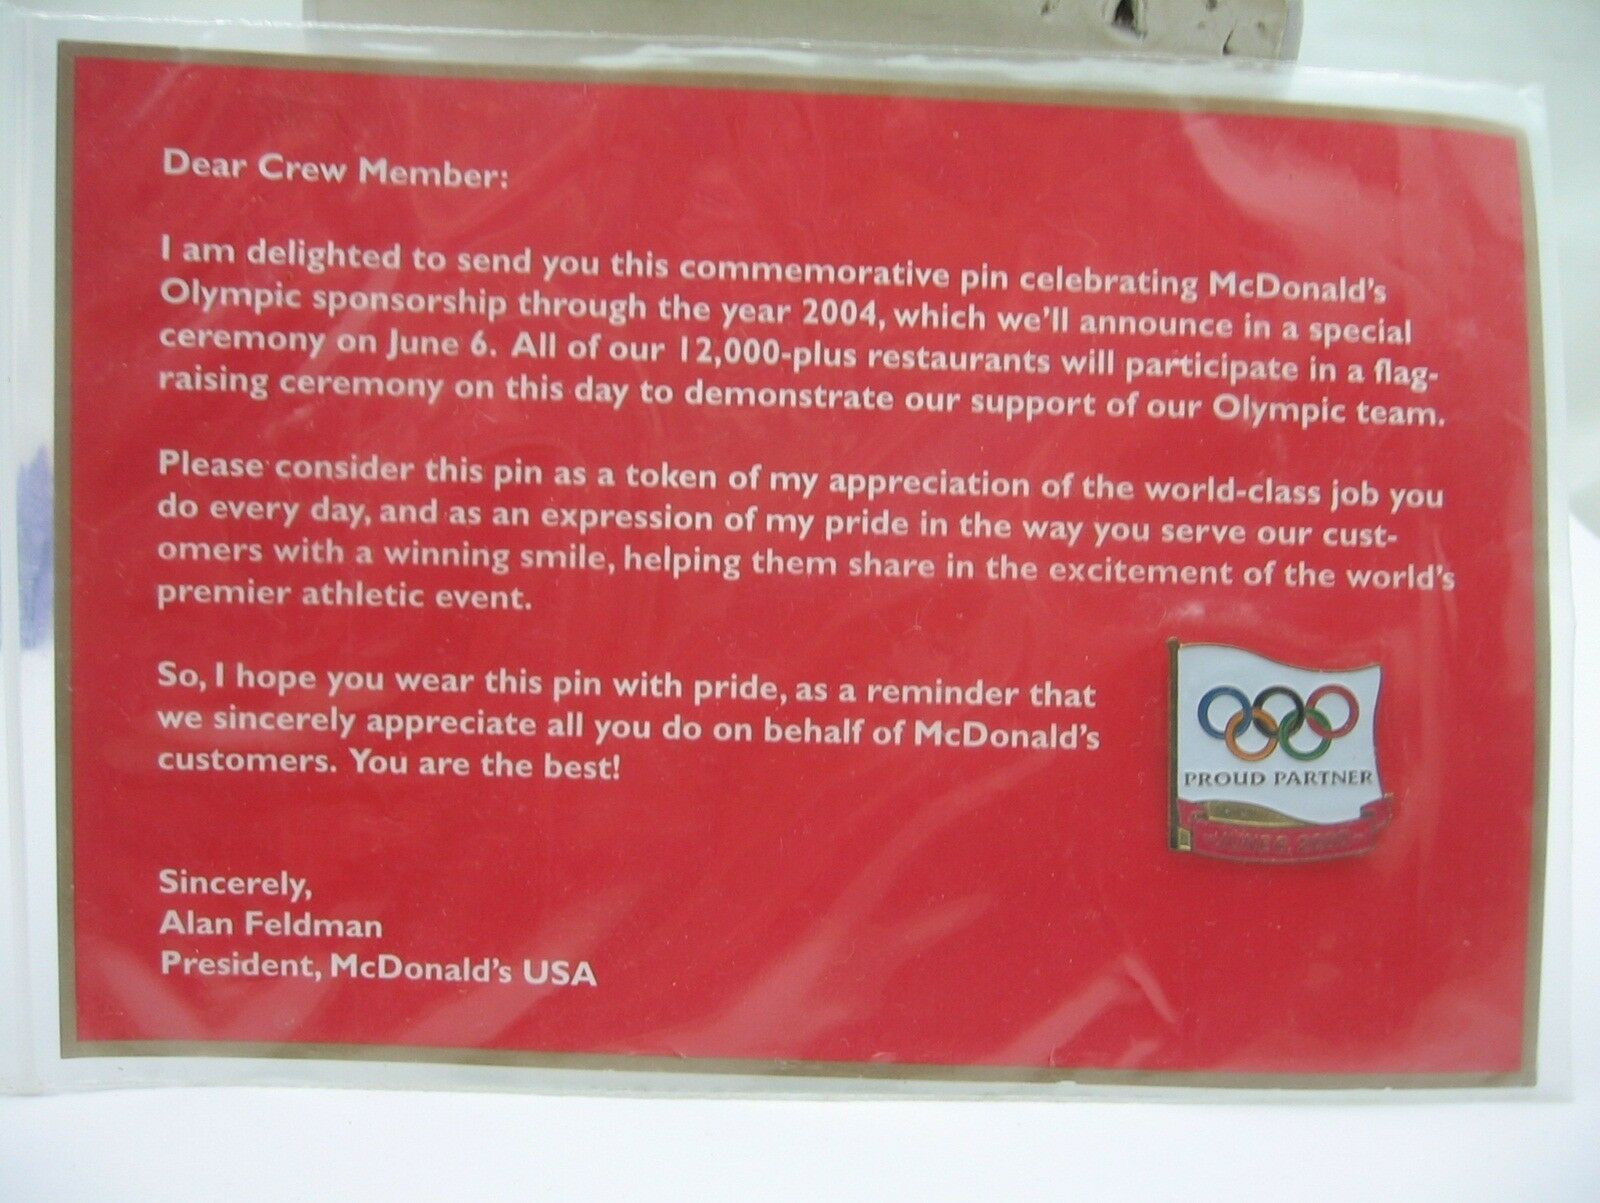 Dear Crew Member:
I am delighted to send you this commemorative pin celebrating McDonald's
Olympic sponsorship through the year 2004, which we'll announce in a special
ceremony on June 6. All of our 12,000-plus restaurants will participate in a flag-
raising ceremony on this day to demonstrate our support of our Olympic team.
Please consider this pin as a token of my appreciation of the world-class job you
do every day, and as an expression of my pride in the way you serve our cust-
omers with a winning smile, helping them share in the excitement of the world's
premier athletic event.
So, I hope you wear this pin with pride, as a reminder that
we sincerely appreciate all you do on behalf of McDonald's
customers. You are the best!
PROUD PARTNER
JUNE 6,
Sincerely,
Alan Feldman
President, McDonald's USA